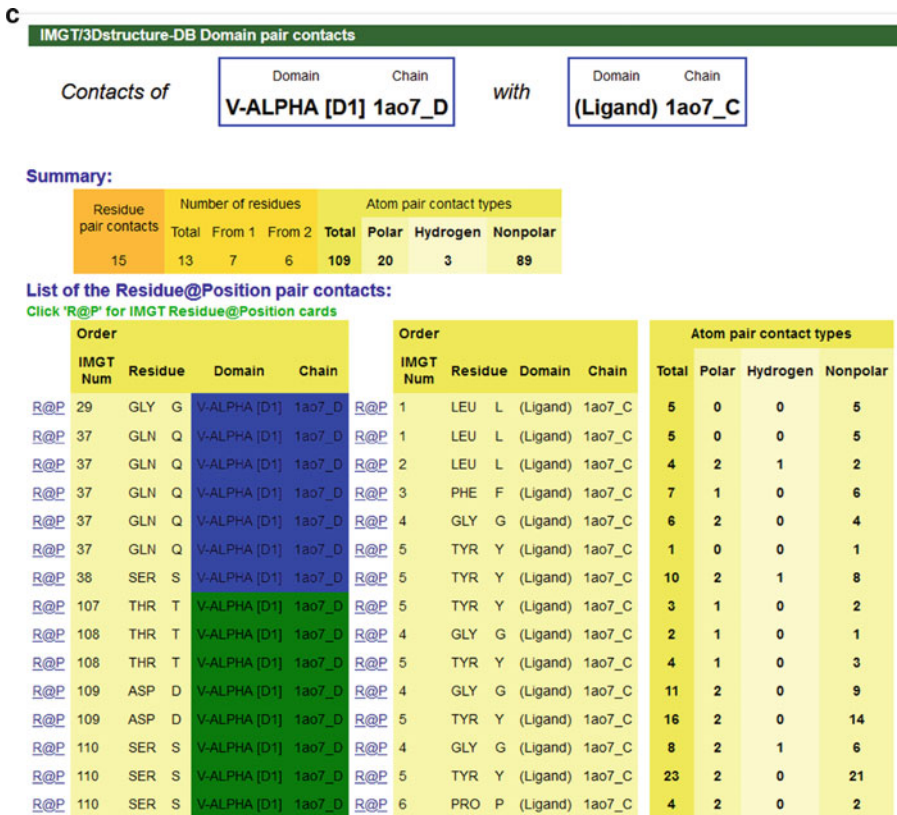 c
IMGT/3Dstructure-DB Domain pair contacts
Domain Chain Domain Chain
Contacts of V-ALPHA [D1] 1ao7_D with (Ligand) 1ao7_C
Summary:
Residue pair contacts Number of residues Atom pair contact types
Total From 1 From 2 Total Polar Hydrogen Nonpolar
15 13 7 6 109 20 3 89
List of the Residue@Position pair contacts:
Click 'R@P' for IMGT Residue@Position cards
Order Order Atom pair contact types
IMGT Num Residue Domain Chain IMGT Num Residue Domain Chain Total Polar Hydrogen Nonpolar
R@P 29 GLY G V-ALPHA [D1] 1ao7_D R@P 1 LEU L (Ligand) 1ao7_C 5 0 0 5
R@P 37 GLN Q V-ALPHA [D1] 1ao7_D R@P 1 LEU L (Ligand) 1ao7_C 5 0 0 5
R@P 37 GLN Q V-ALPHA [D1] 1ao7_D R@P 2 LEU L (Ligand) 1ao7_C 4 2 1 2
R@P 37 GLN Q V-ALPHA [D1] 1ao7_D R@P 3 PHE F (Ligand) 1ao7_C 7 1 0 6
R@P 37 GLN Q V-ALPHA [D1] 1ao7_D R@P 4 GLY G (Ligand) 1ao7_C 6 2 0 4
R@P 37 GLN Q V-ALPHA [D1] 1ao7_D R@P 5 TYR Y (Ligand) 1ao7_C 1 0 0 1
R@P 38 SER S V-ALPHA [D1] 1ao7_D R@P 5 TYR Y (Ligand) 1ao7_C 10 2 1 8
R@P 107 THR T V-ALPHA [D1] 1ao7_D R@P 5 TYR Y (Ligand) 1ao7_C 3 1 0 2
R@P 108 THR T V-ALPHA [D1] 1ao7_D R@P 4 GLY G (Ligand) 1ao7_C 2 1 0 1
R@P 108 THR T V-ALPHA [D1] 1ao7_D R@P 5 TYR Y (Ligand) 1ao7_C 4 1 0 3
R@P 109 ASP D V-ALPHA [D1] 1ao7_D R@P 4 GLY G (Ligand) 1ao7_C 11 2 0 9
R@P 109 ASP D V-ALPHA [D1] 1ao7_D R@P 5 TYR Y (Ligand) 1ao7_C 16 2 0 14
R@P 110 SER S V-ALPHA [D1] 1ao7_D R@P 4 GLY G (Ligand) 1ao7_C 8 2 1 6
R@P 110 SER S V-ALPHA [D1] 1ao7_D R@P 5 TYR Y (Ligand) 1ao7_C 23 2 0 21
R@P 110 SER S V-ALPHA [D1] 1ao7_D R@P 6 PRO P (Ligand) 1ao7_C 4 2 0 2